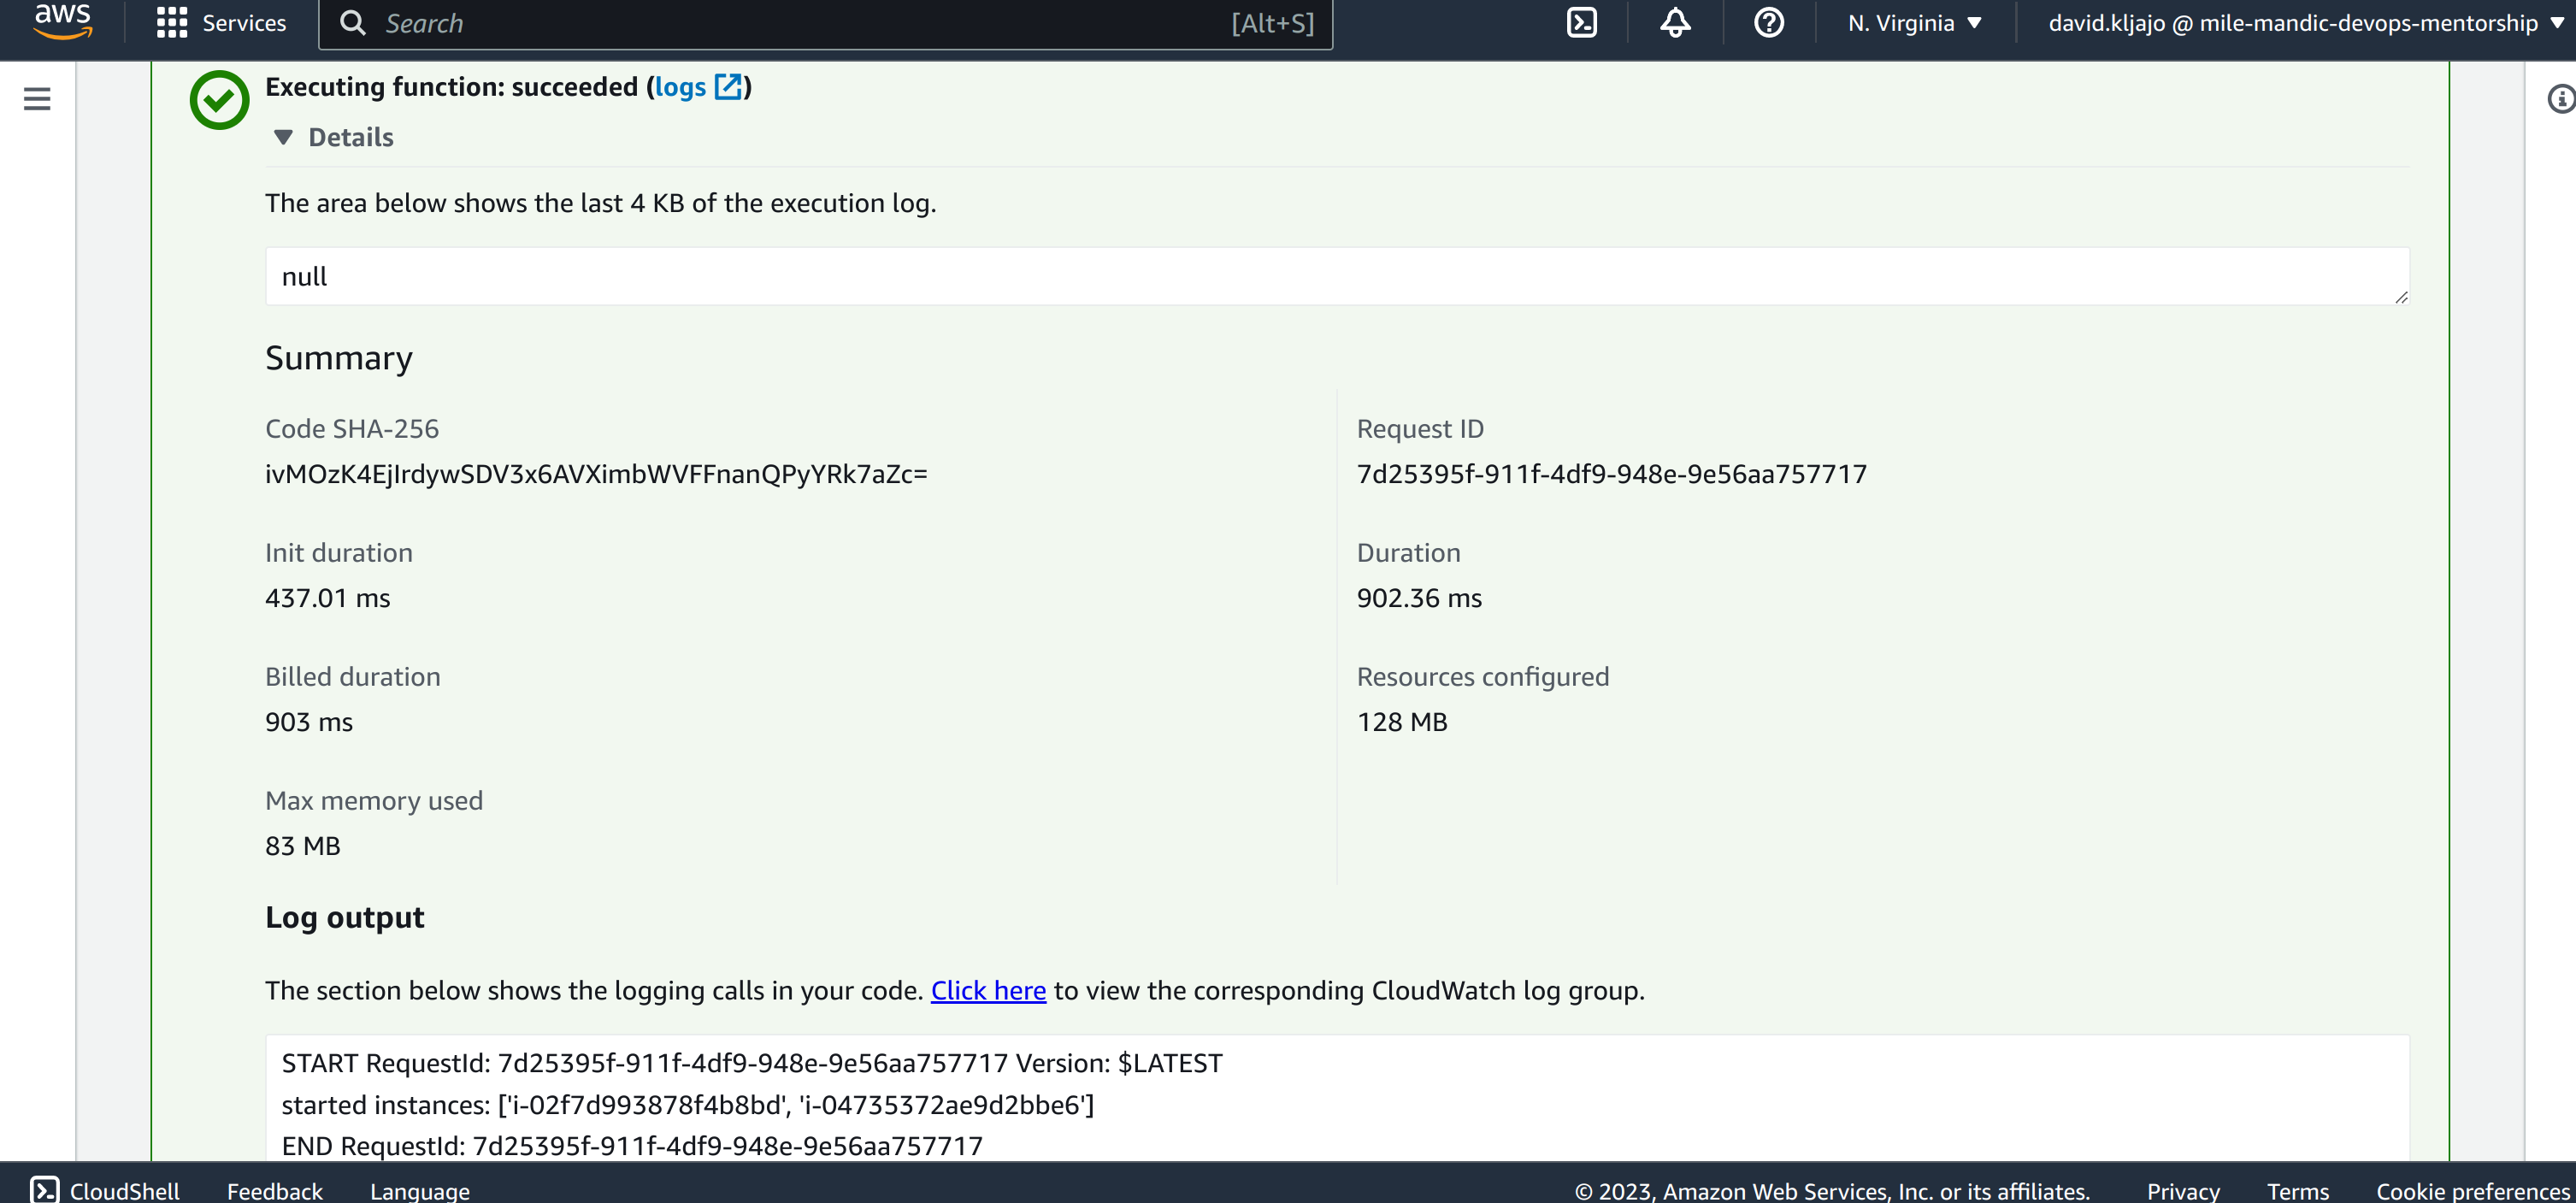 aws
Services
Search
[Alt+S]
N. Virginia
david.kljajo @ mile-mandic-devops-mentorship
Executing function: succeeded (logs)
Details
The area below shows the last 4 KB of the execution log.
null
Summary
Code SHA-256
ivMOzK4EjIrdywSDV3x6AVXimbWVFFnanQPyYRk7aZc=
Request ID
7d25395f-911f-4df9-948e-9e56aa757717
Init duration
437.01 ms
Duration
902.36 ms
Billed duration
903 ms
Resources configured
128 MB
Max memory used
83 MB
Log output
The section below shows the logging calls in your code. Click here to view the corresponding CloudWatch log group.
START RequestId: 7d25395f-911f-4df9-948e-9e56aa757717 Version: $LATEST
started instances: ['i-02f7d993878f4b8bd', 'i-04735372ae9d2bbe6']
END RequestId: 7d25395f-911f-4df9-948e-9e56aa757717
CloudShell
Feedback
Language
© 2023, Amazon Web Services, Inc. or its affiliates.
Privacy
Terms
Cookie preferences